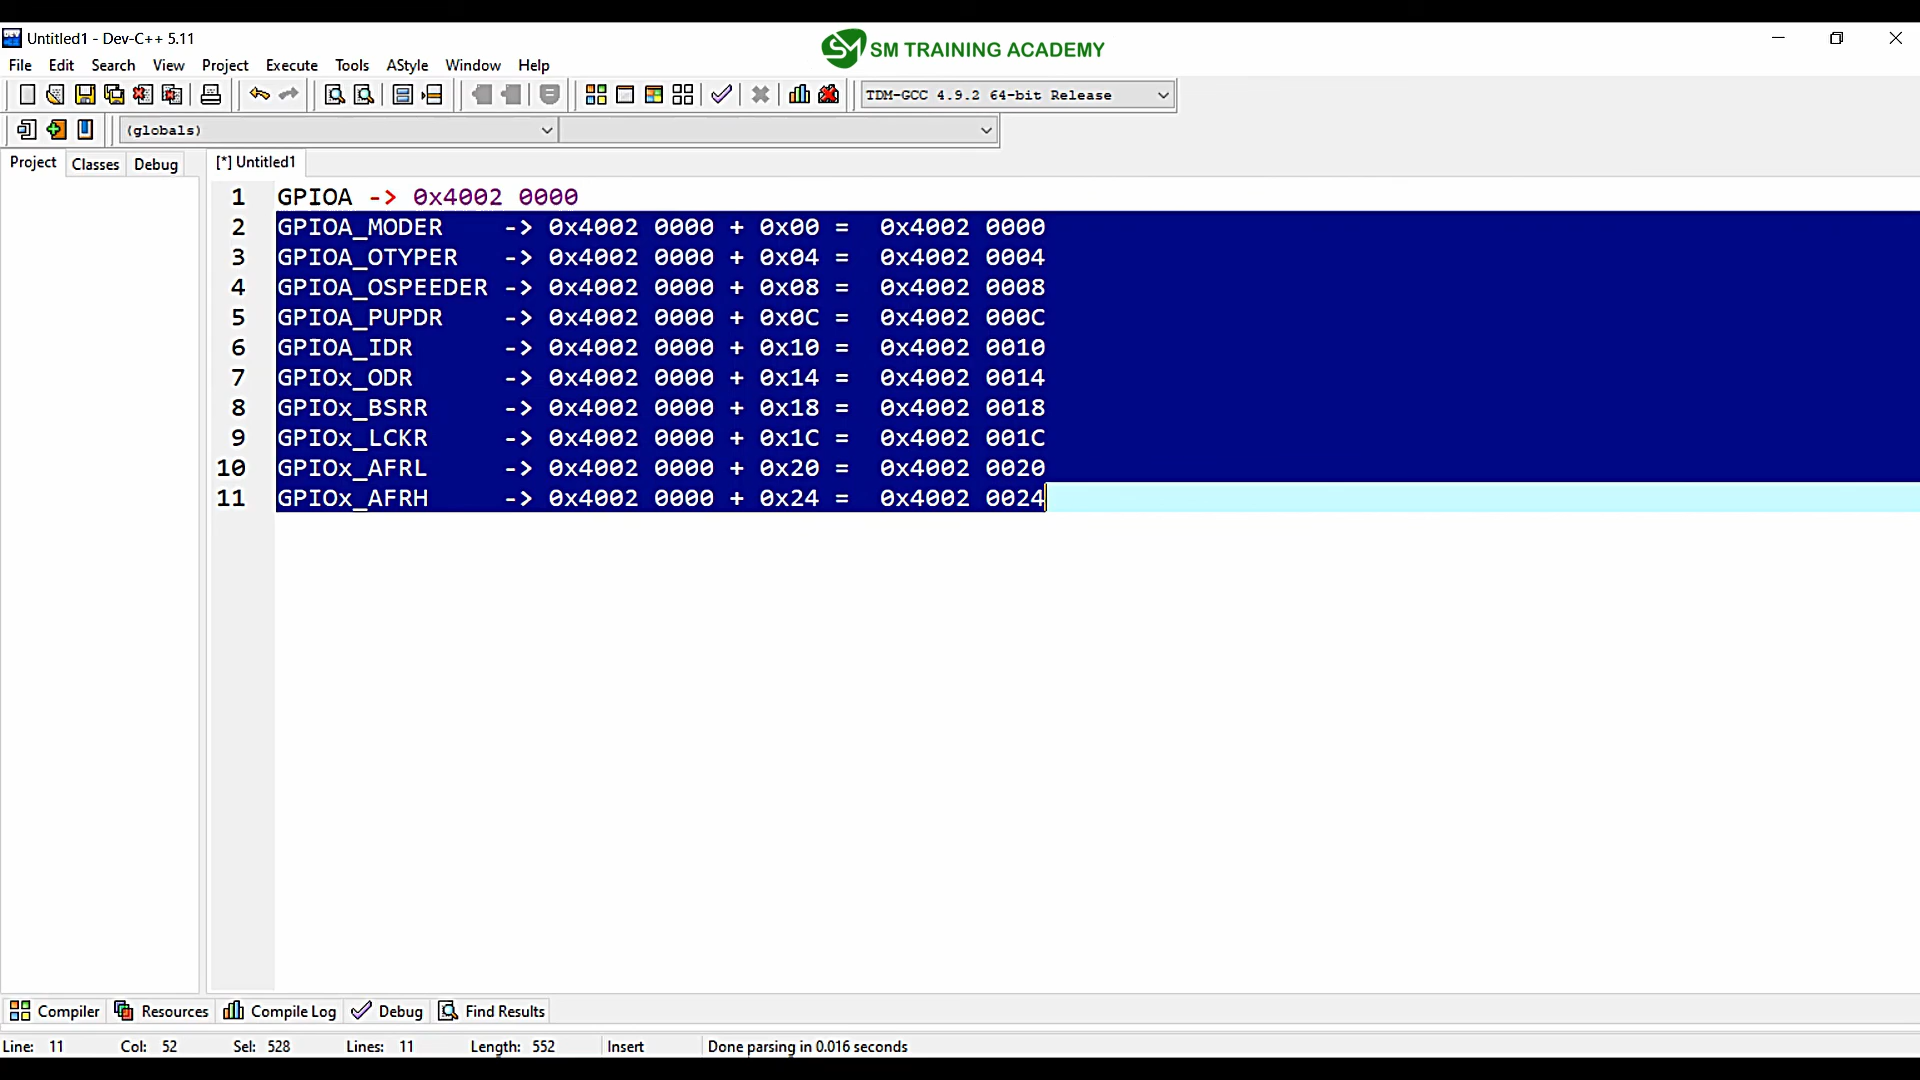 Untitled1 - Dev-C++ 5.11
SM SM TRAINING ACADEMY
File Edit Search View Project Execute Tools AStyle Window Help
TDM-GCC 4.9.2 64-bit Release
(globals)
Project Classes Debug [*] Untitled1
1 GPIOA -> 0x4002 0000
2 GPIOA_MODER -> 0x4002 0000 + 0x00 = 0x4002 0000
3 GPIOA_OTYPER -> 0x4002 0000 + 0x04 = 0x4002 0004
4 GPIOA_OSPEEDER -> 0x4002 0000 + 0x08 = 0x4002 0008
5 GPIOA_PUPDR -> 0x4002 0000 + 0x0C = 0x4002 000C
6 GPIOA_IDR -> 0x4002 0000 + 0x10 = 0x4002 0010
7 GPIOx_ODR -> 0x4002 0000 + 0x14 = 0x4002 0014
8 GPIOx_BSRR -> 0x4002 0000 + 0x18 = 0x4002 0018
9 GPIOx_LCKR -> 0x4002 0000 + 0x1C = 0x4002 001C
10 GPIOx_AFRL -> 0x4002 0000 + 0x20 = 0x4002 0020
11 GPIOx_AFRH -> 0x4002 0000 + 0x24 = 0x4002 0024
Compiler Resources Compile Log Debug Find Results
Line: 11 Col: 52 Sel: 528 Lines: 11 Length: 552 Insert Done parsing in 0.016 seconds